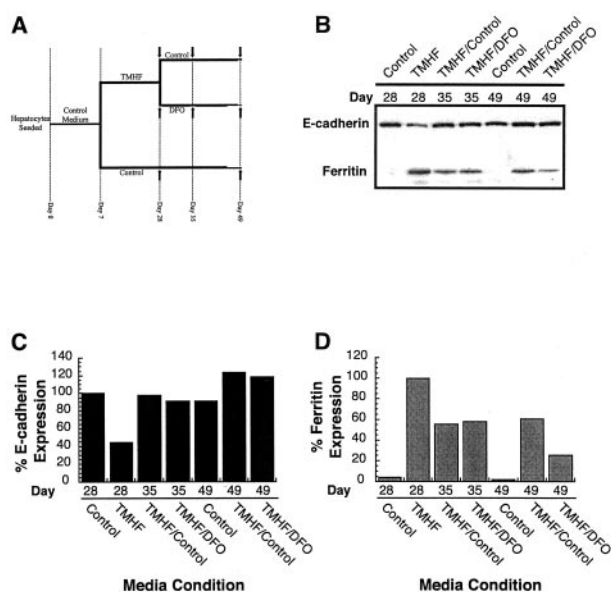 A
Control
TMHF
DFO
Hepatocytes
Seeded
Control
Medium
Control
Day 0
Day 7
Day 28
Day 35
Day 49
B
Control
TMHF
TMHF/Control
TMHF/DFO
Control
TMHF/Control
TMHF/DFO
Day 28 28 35 35 49 49 49
E-cadherin
Ferritin
C
% E-cadherin
Expression
140
120
100
80
60
40
20
0
Day 28 28 35 35 49 49 49
Control
TMHF
TMHF/Control
TMHF/DFO
Control
TMHF/Control
TMHF/DFO
Media Condition
D
% Ferritin
Expression
120
100
80
60
40
20
0
Day 28 28 35 35 49 49 49
Control
TMHF
TMHF/Control
TMHF/DFO
Control
TMHF/Control
TMHF/DFO
Media Condition